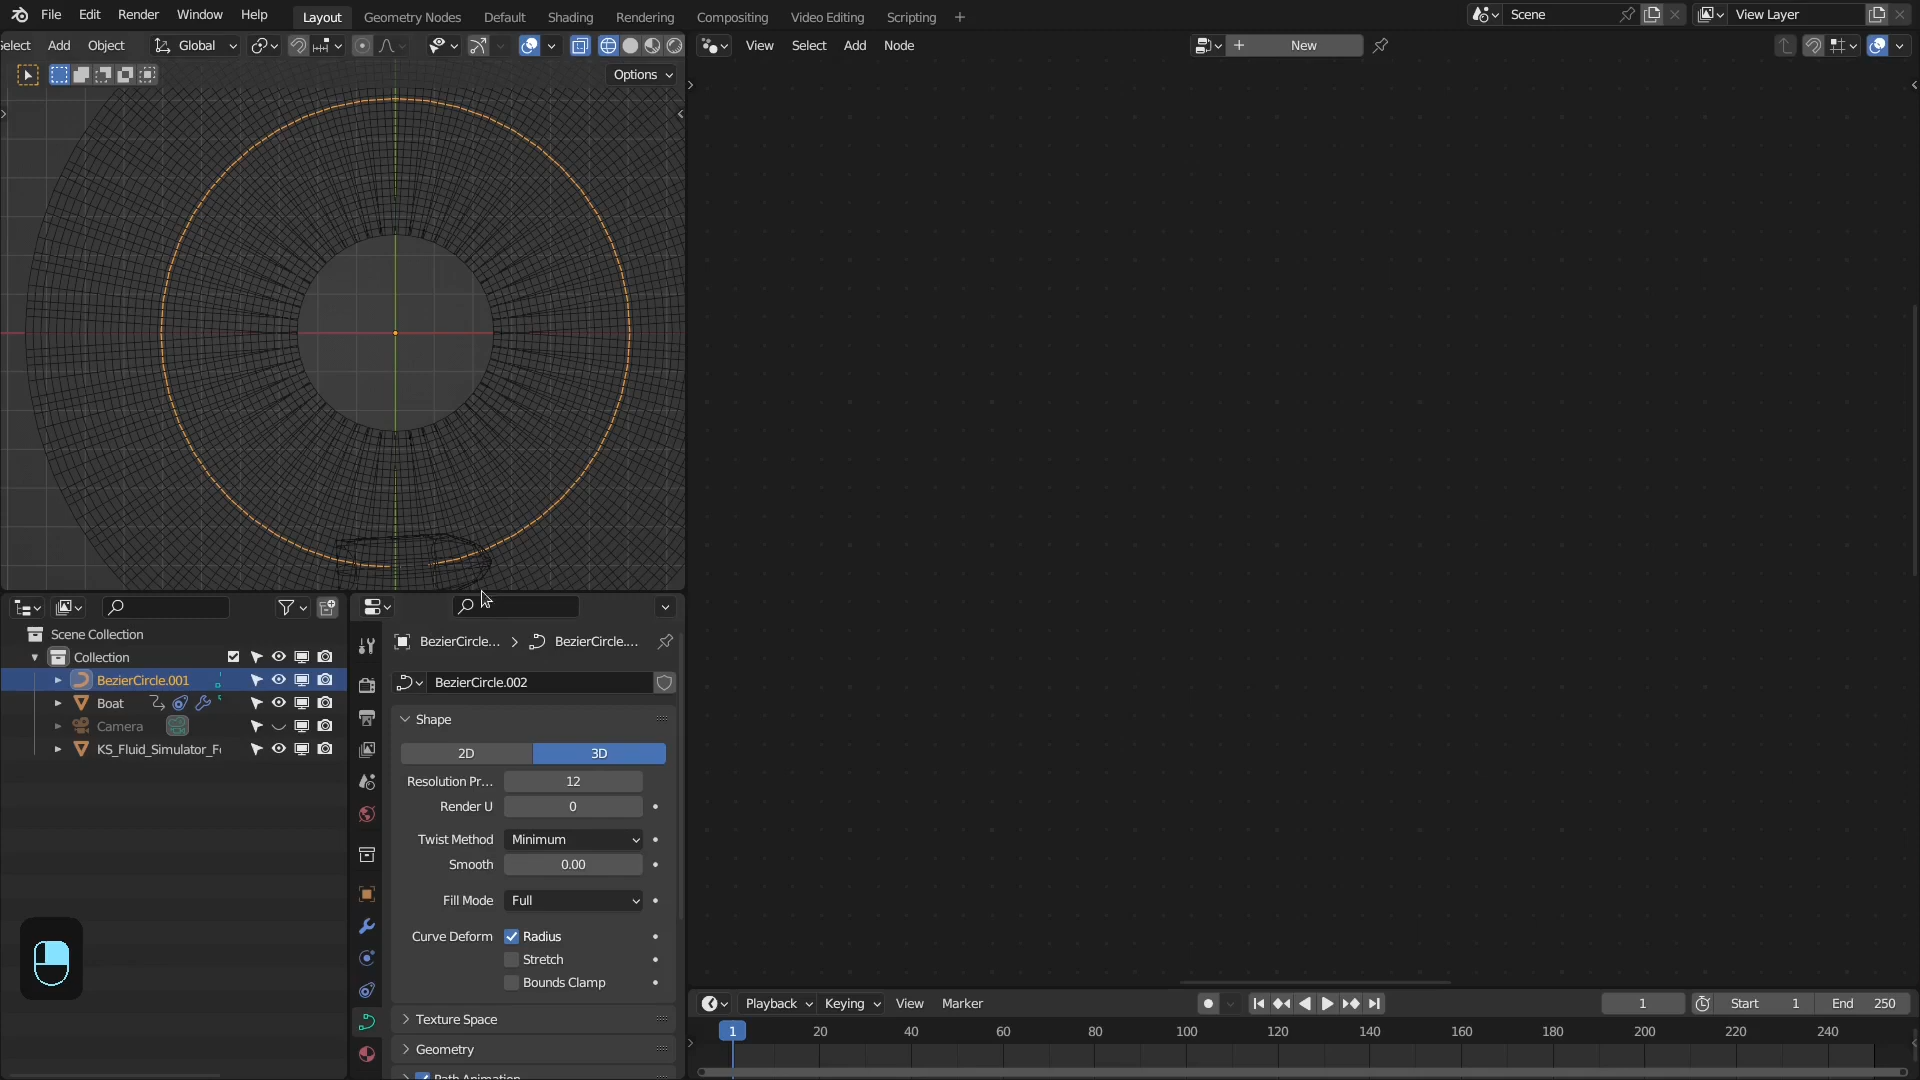 File Edit Render Window Help Layout Geometry Nodes Default Shading Rendering Compositing Video Editing Scripting + Scene View Layer
elect Add Object Global View Select Add Node + New
Options
Scene Collection
Collection
BezierCircle.001
Boat
Camera
KS_Fluid_Simulator_F
BezierCircle... > BezierCircle....
BezierCircle.002
Shape
2D 3D
Resolution Pr... 12
Render U 0
Twist Method Minimum
Smooth 0.00
Fill Mode Full
Curve Deform Radius
Stretch
Bounds Clamp
Texture Space
Geometry
Path Animation
Playback Keying View Marker 1 Start 1 End 250
1 20 40 60 80 100 120 140 160 180 200 220 240